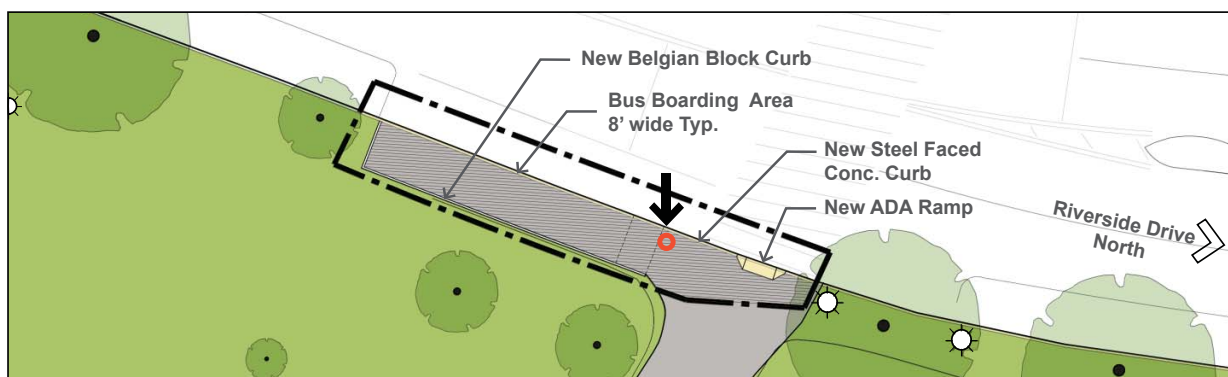 New Belgian Block Curb
Bus Boarding Area
8' wide Typ.
New Steel Faced
Conc. Curb
New ADA Ramp
Riverside Drive
North